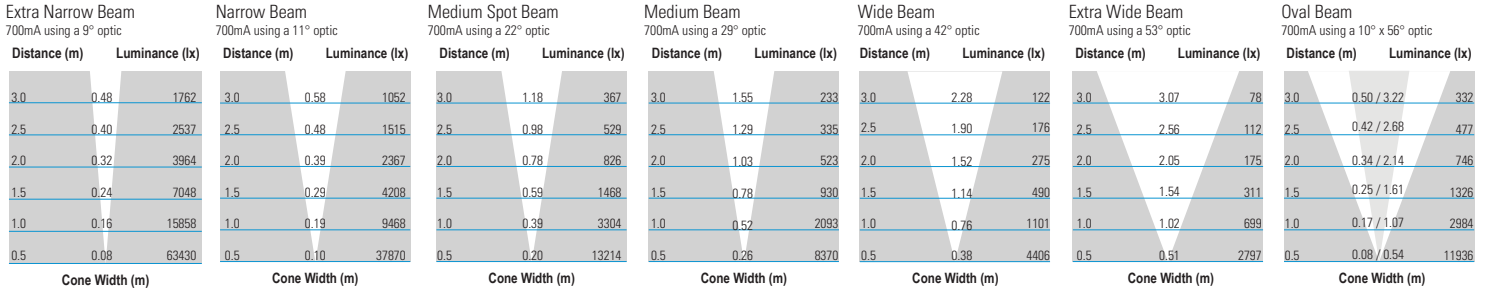 Extra Narrow Beam
700mA using a 9° optic
Distance (m) Luminance (lx)
3.0 0.48 1762
2.5 0.40 2537
2.0 0.32 3964
1.5 0.24 7048
1.0 0.16 15858
0.5 0.08 63430
Cone Width (m)
Narrow Beam
700mA using a 11° optic
Distance (m) Luminance (lx)
3.0 0.58 1052
2.5 0.48 1515
2.0 0.39 2367
1.5 0.29 4208
1.0 0.19 9468
0.5 0.10 37870
Cone Width (m)
Medium Spot Beam
700mA using a 22° optic
Distance (m) Luminance (lx)
3.0 1.18 367
2.5 0.98 529
2.0 0.78 826
1.5 0.59 1468
1.0 0.39 3304
0.5 0.20 13214
Cone Width (m)
Medium Beam
700mA using a 29° optic
Distance (m) Luminance (lx)
3.0 1.55 233
2.5 1.29 335
2.0 1.03 523
1.5 0.78 930
1.0 0.52 2093
0.5 0.26 8370
Cone Width (m)
Wide Beam
700mA using a 42° optic
Distance (m) Luminance (lx)
3.0 2.28 122
2.5 1.90 176
2.0 1.52 275
1.5 1.14 490
1.0 0.76 1101
0.5 0.38 4406
Cone Width (m)
Extra Wide Beam
700mA using a 53° optic
Distance (m) Luminance (lx)
3.0 3.07 78
2.5 2.56 112
2.0 2.05 175
1.5 1.54 311
1.0 1.02 699
0.5 0.51 2797
Cone Width (m)
Oval Beam
700mA using a 10° x 56° optic
Distance (m) Luminance (lx)
3.0 0.50 / 3.22 332
2.5 0.42 / 2.68 477
2.0 0.34 / 2.14 746
1.5 0.25 / 1.61 1326
1.0 0.17 / 1.07 2984
0.5 0.08 / 0.54 11936
Cone Width (m)